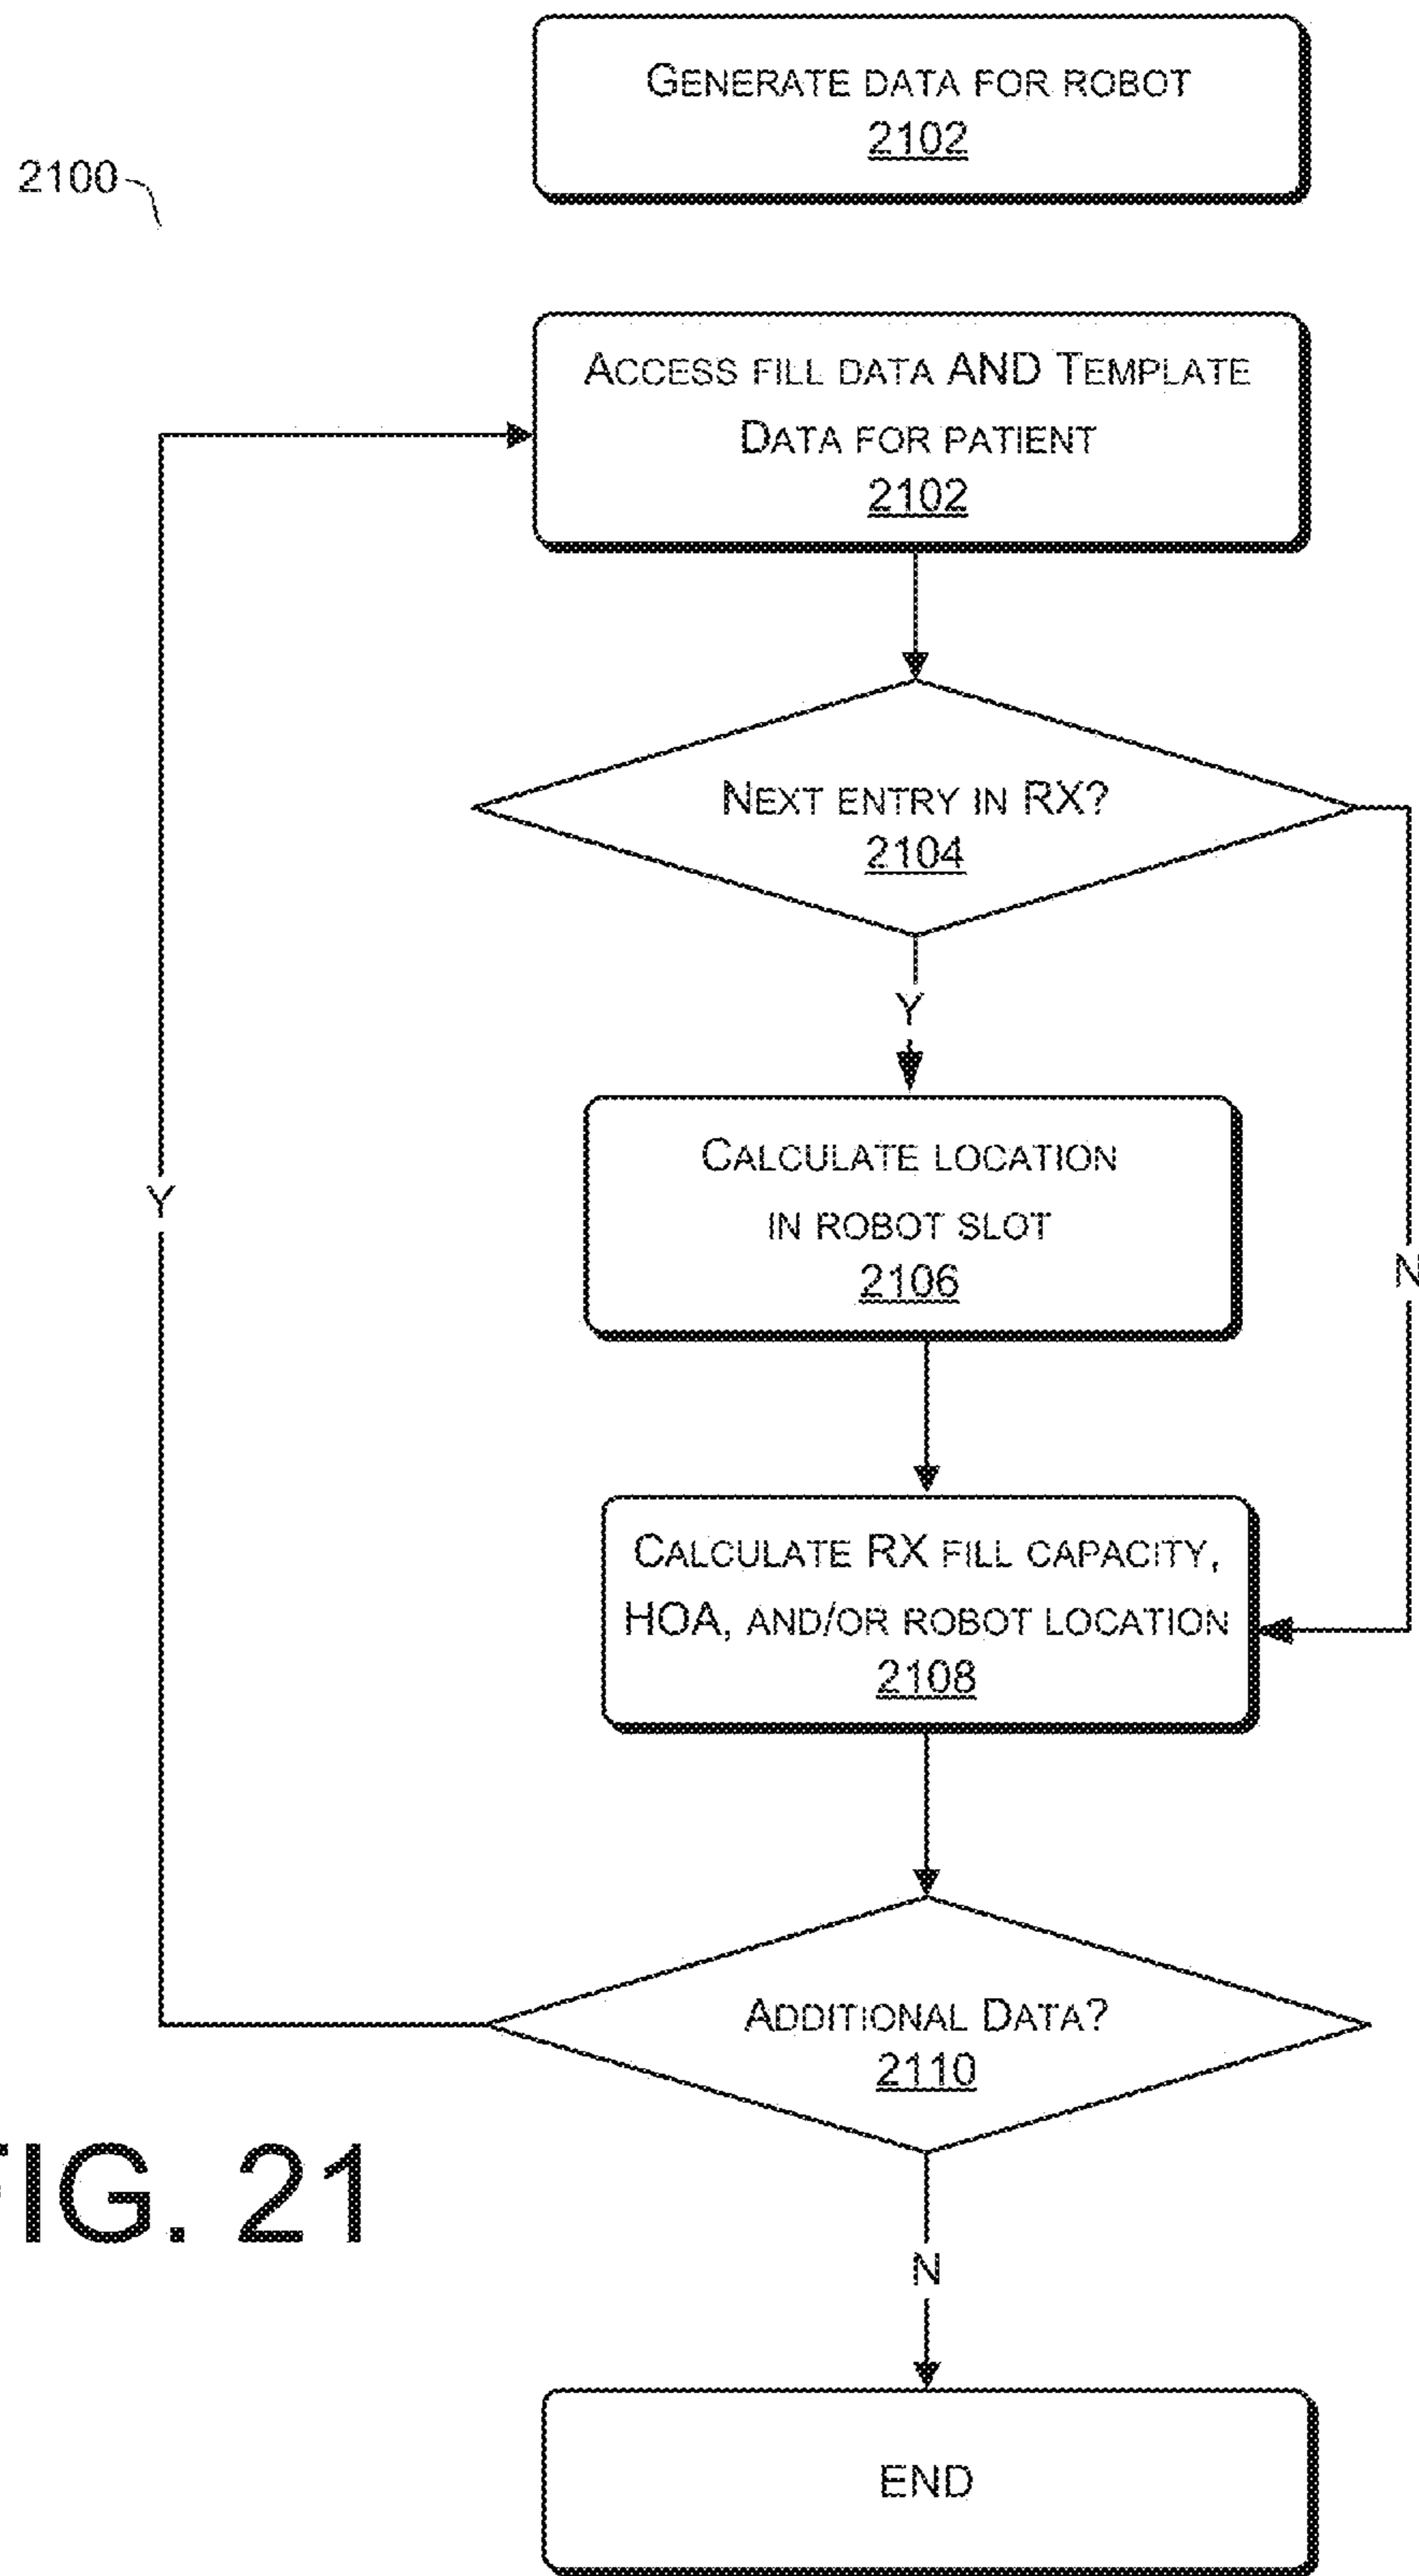 GENERATE DATA FOR ROBOT
2102
2100
ACCESS FILL DATA AND TEMPLATE
DATA FOR PATIENT
2102
NEXT ENTRY IN RX?
2104
Y
CALCULATE LOCATION
IN ROBOT SLOT
2106
Y
N
CALCULATE RX FILL CAPACITY,
HOA, AND/OR ROBOT LOCATION
2108
ADDITIONAL DATA?
2110
FIG. 21
N
END